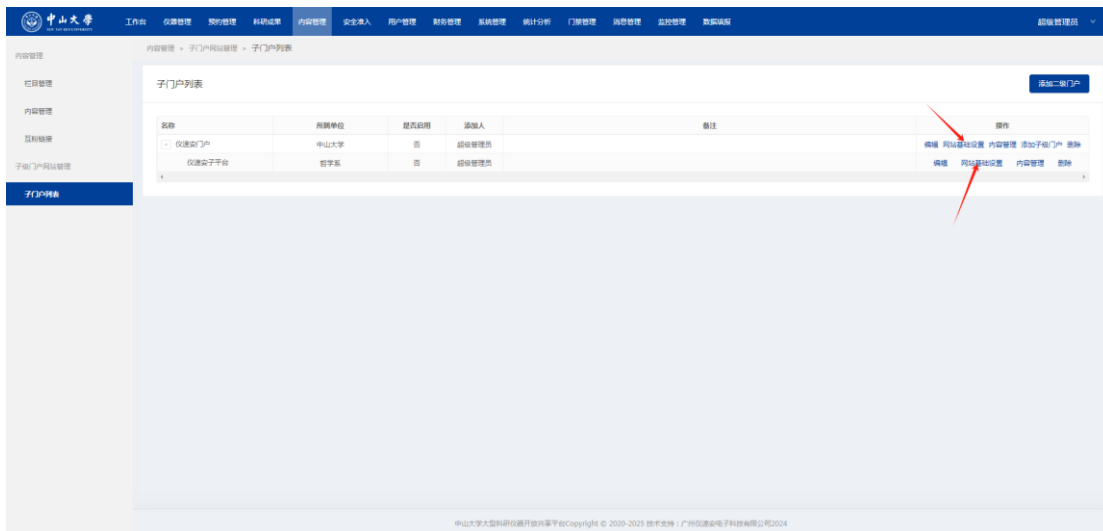 中山大學 工作台 仪器管理 预约管理 科研成果 内容管理 安全准入 用户管理 财务管理 系统管理 统计分析 门禁管理 消息管理 监控管理 数据填报 超级管理员
内容管理 > 子门户网站管理 > 子门户列表
内容管理
栏目管理
内容管理
互动链接
子级门户网站管理
子门户列表
子门户列表 添加二级门户
名称 所属单位 是否启用 添加人 备注 操作
仪速安门户 中山大学 否 超级管理员 编辑 网站基础设置 内容管理 添加子级门户 删除
仪速安子平台 哲学系 否 超级管理员 编辑 网站基础设置 内容管理 删除
中山大学大型科研仪器开放共享平台Copyright © 2020-2025 技术支持：广州仪速安电子科技有限公司2024